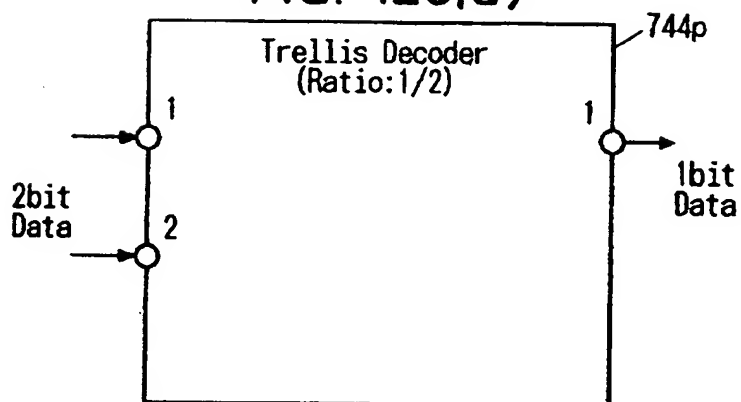 744p
Trellis Decoder
(Ratio:1/2)
1
1
2bit
Data
1bit
Data
2